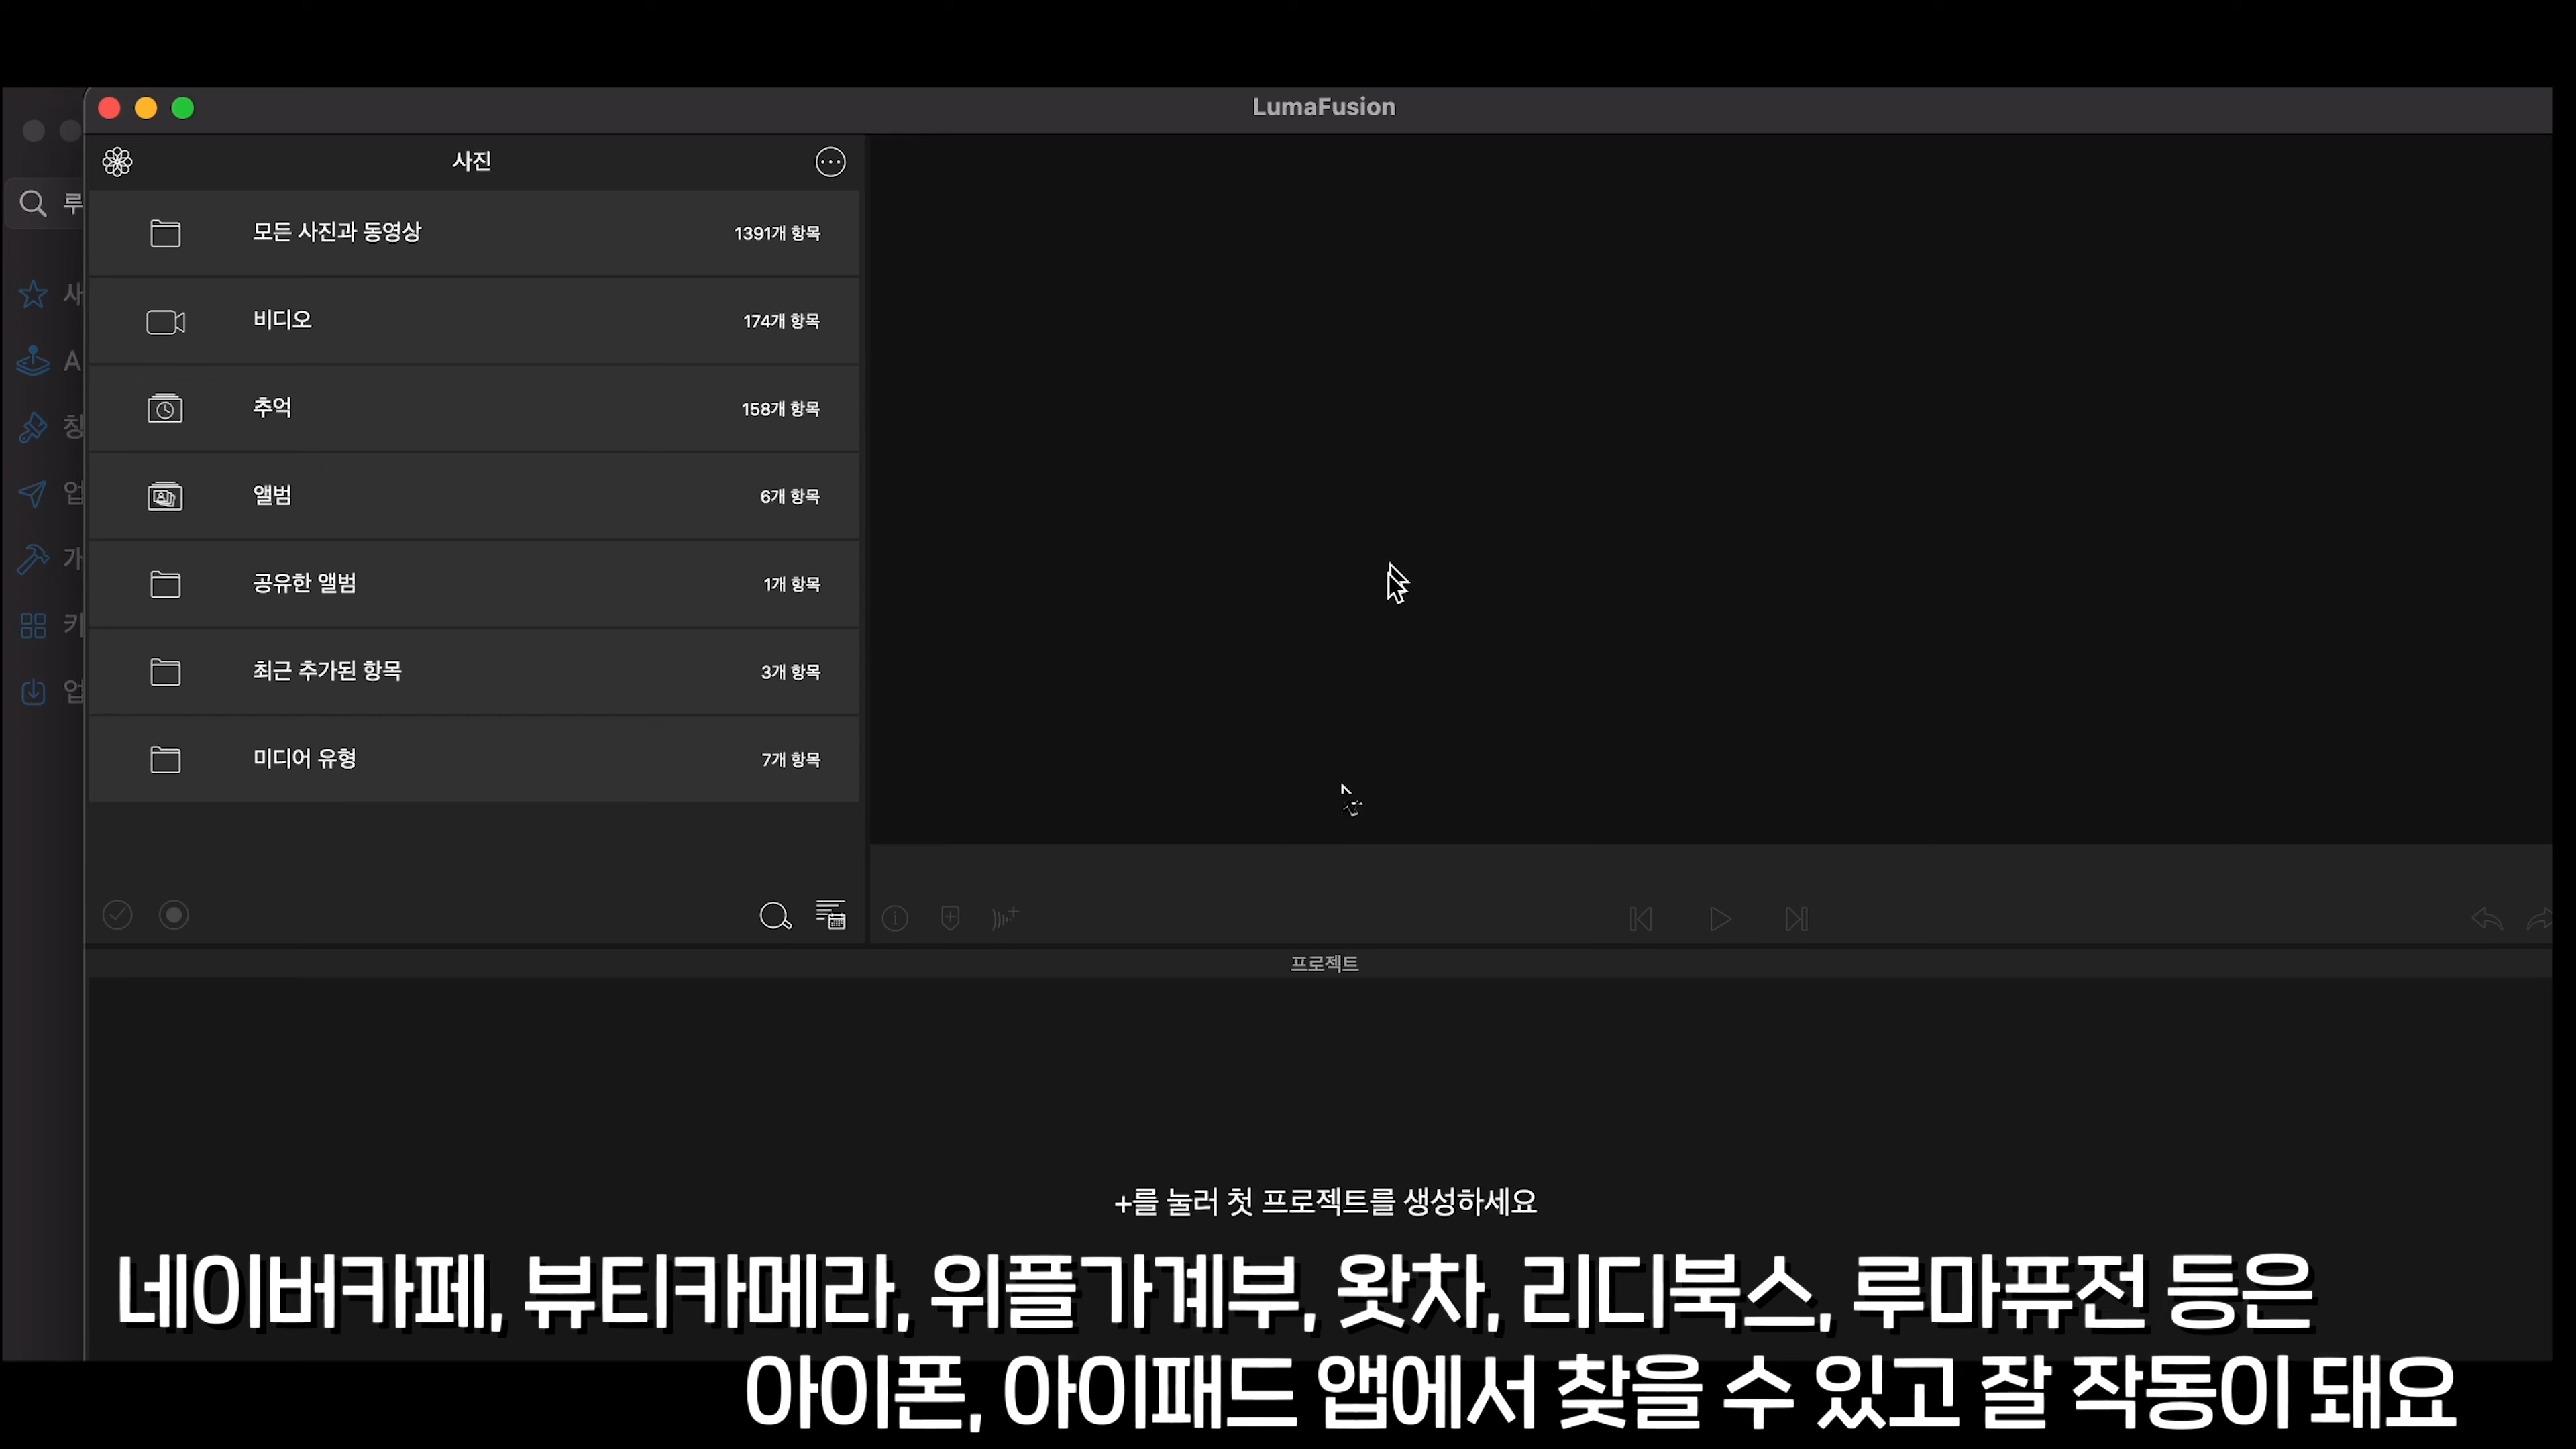 LumaFusion
사진
루
모든 사진과 동영상 1391개 항목
사
비디오 174개 항목
A
추억 158개 항목
앨범 6개 항목
공유한 앨범 1개 항목
최근 추가된 항목 3개 항목
미디어 유형 7개 항목
프로젝트
+를 눌러 첫 프로젝트를 생성하세요
네이버카페, 뷰티카메라, 위플가계부, 왓차, 리디북스, 루마퓨전 등은
아이폰, 아이패드 앱에서 찾을 수 있고 잘 작동이 돼요